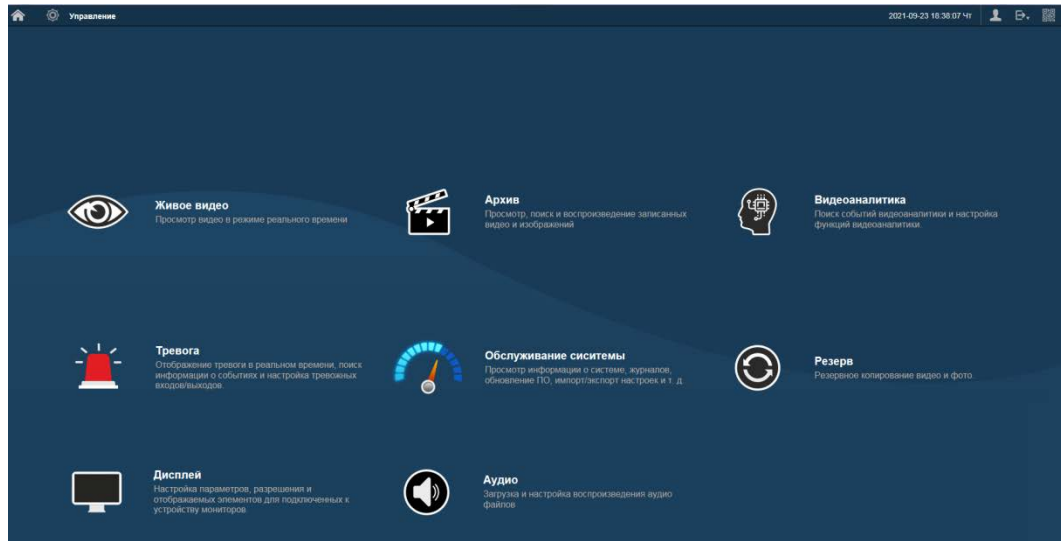 Управление
2021-09-23 18:38:07 Чт
Живое видео
Просмотр видео в режиме реального времени
Архив
Просмотр, поиск и воспроизведение записанных
видео и изображений
Видеоаналитика
Поиск событий видеоаналитики и настройка
функций видеоаналитики.
Тревога
Отображение тревоги в реальном времени, поиск
информации о событиях и настройка тревожных
входов/выходов.
Обслуживание сиситемы
Просмотр информации о системе, журналов,
обновление ПО, импорт/экспорт настроек и т. д.
Резерв
Резервное копирование видео и фото.
Дисплей
Настройка параметров, разрешения и
отображаемых элементов для подключенных к
устройству мониторов.
Аудио
Загрузка и настройка воспроизведения аудио
файлов